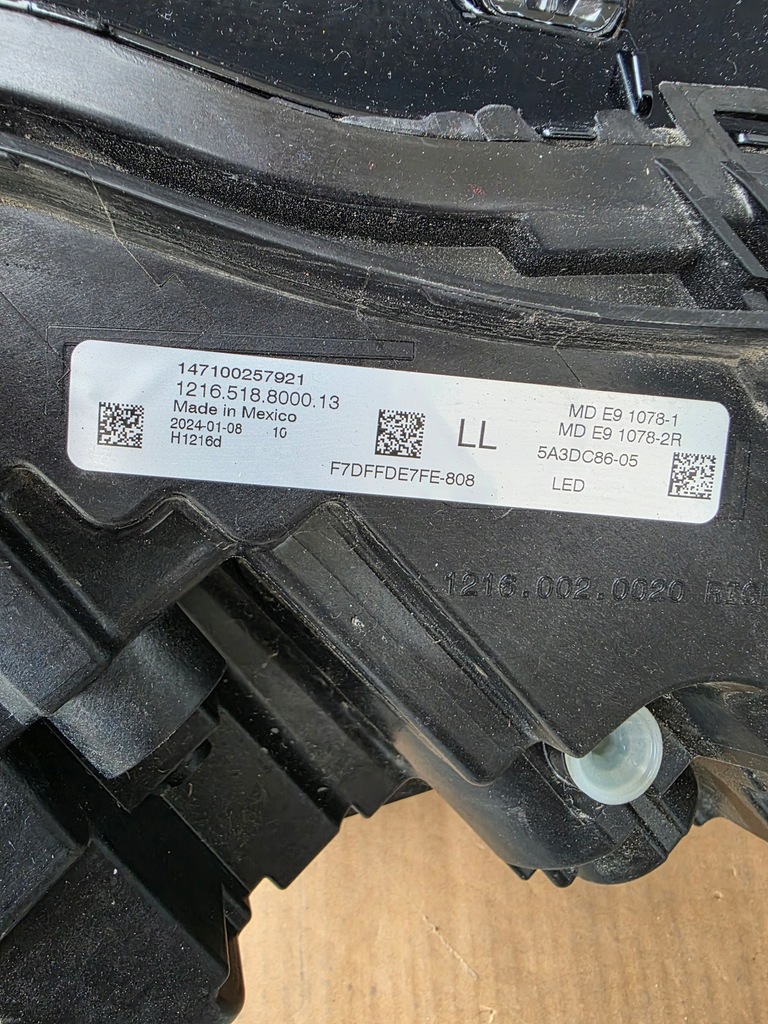 147100257921
1216.518.8000.13
Made in Mexico
2024-01-08 10
H1216d
F7DFFDE7FE-808
LL
MD E9 1078-1
MD E9 1078-2R
5A3DC86-05
LED
1216.002.0020